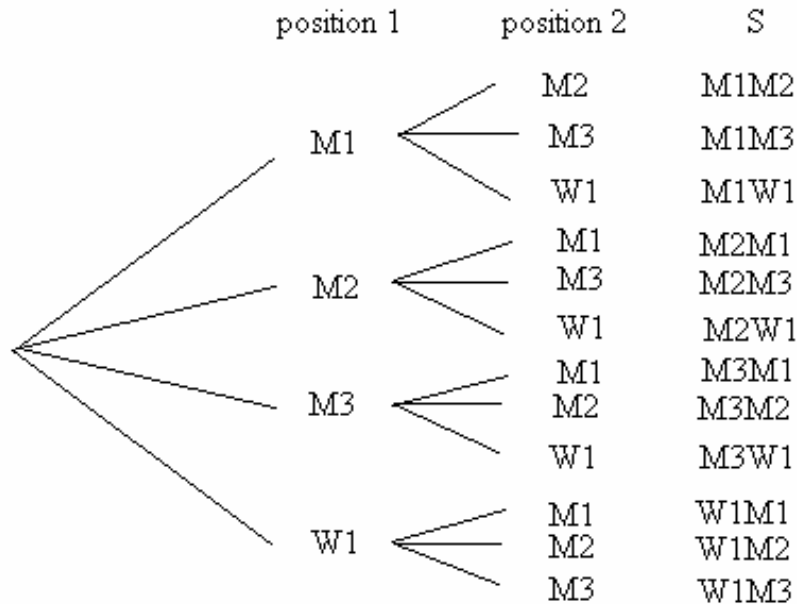 position 1 position 2 S
M2 M1M2
M1 M3 M1M3
W1 M1W1
M1 M2M1
M2 M3 M2M3
W1 M2W1
M1 M3M1
M3 M2 M3M2
W1 M3W1
M1 W1M1
W1 M2 W1M2
M3 W1M3